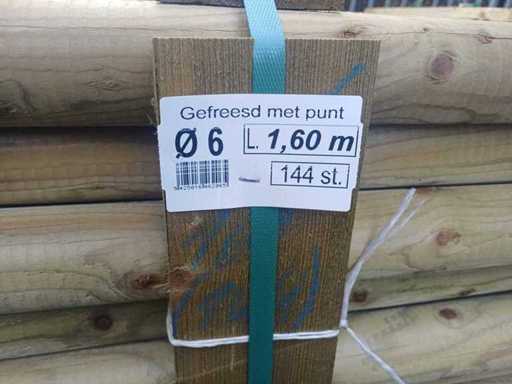 Gefreesd met punt
Ø 6
L. 1,60 m
144 st.